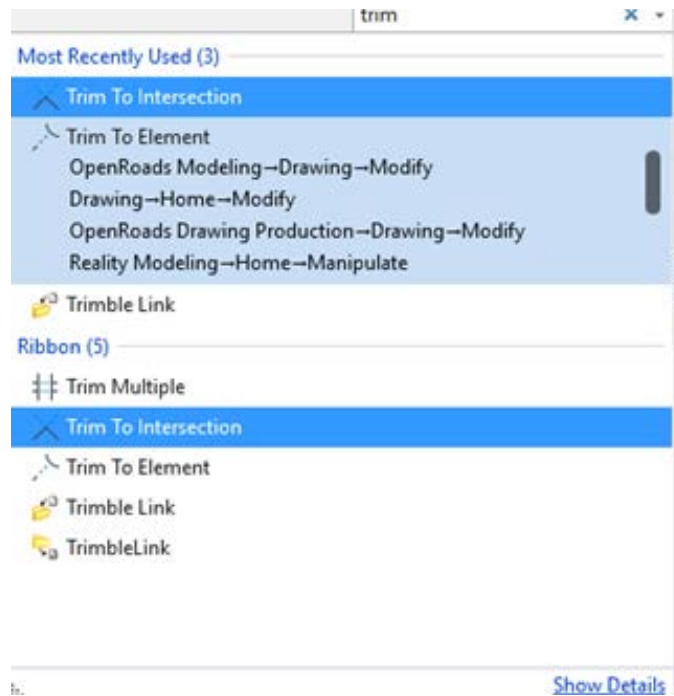 trim
Most Recently Used (3)
Trim To Intersection
Trim To Element
OpenRoads Modeling→Drawing→Modify
Drawing→Home→Modify
OpenRoads Drawing Production→Drawing→Modify
Reality Modeling→Home→Manipulate
Trimble Link
Ribbon (5)
Trim Multiple
Trim To Intersection
Trim To Element
Trimble Link
TrimbleLink
Show Details